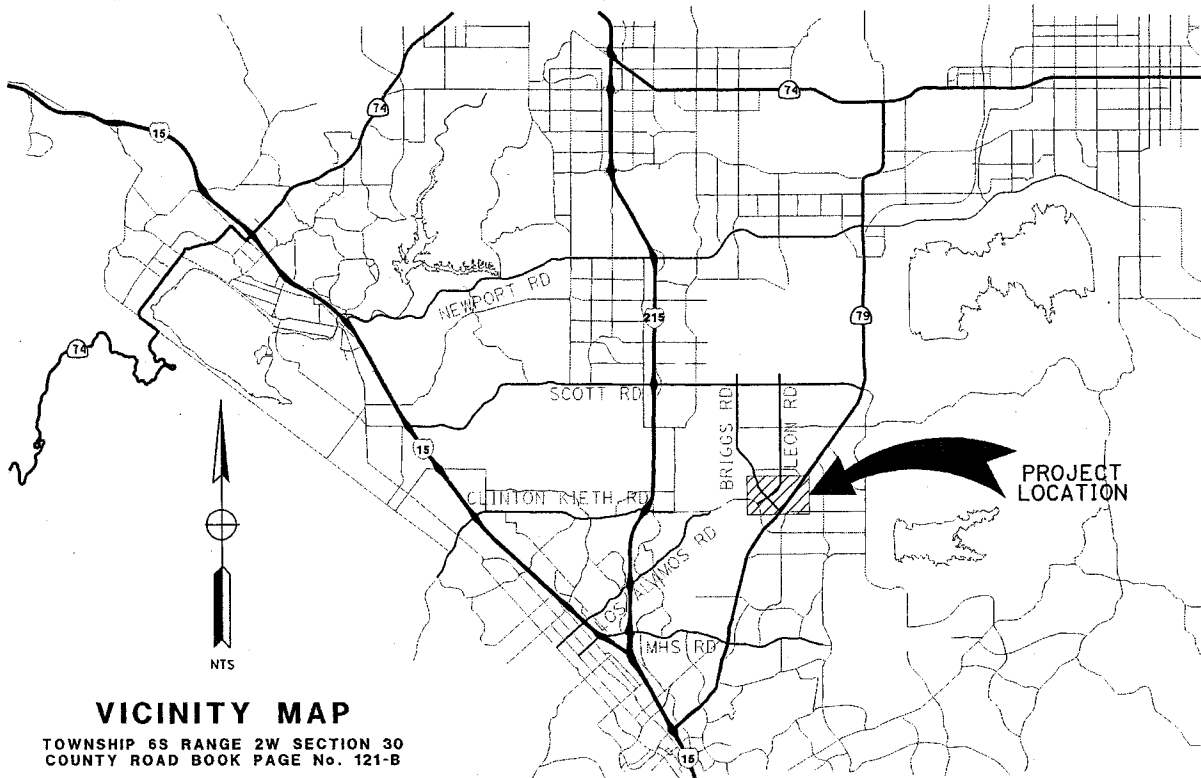 74
74
15
NEWPORT RD
215
79
74
SCOTT RD
BRIGGS RD
LEON RD
15
PROJECT
LOCATION
CLINTON KIETH RD
LOS ALAMOS RD
MHS RD
NTS
VICINITY MAP
TOWNSHIP 6S RANGE 2W SECTION 30
COUNTY ROAD BOOK PAGE No. 121-B
15